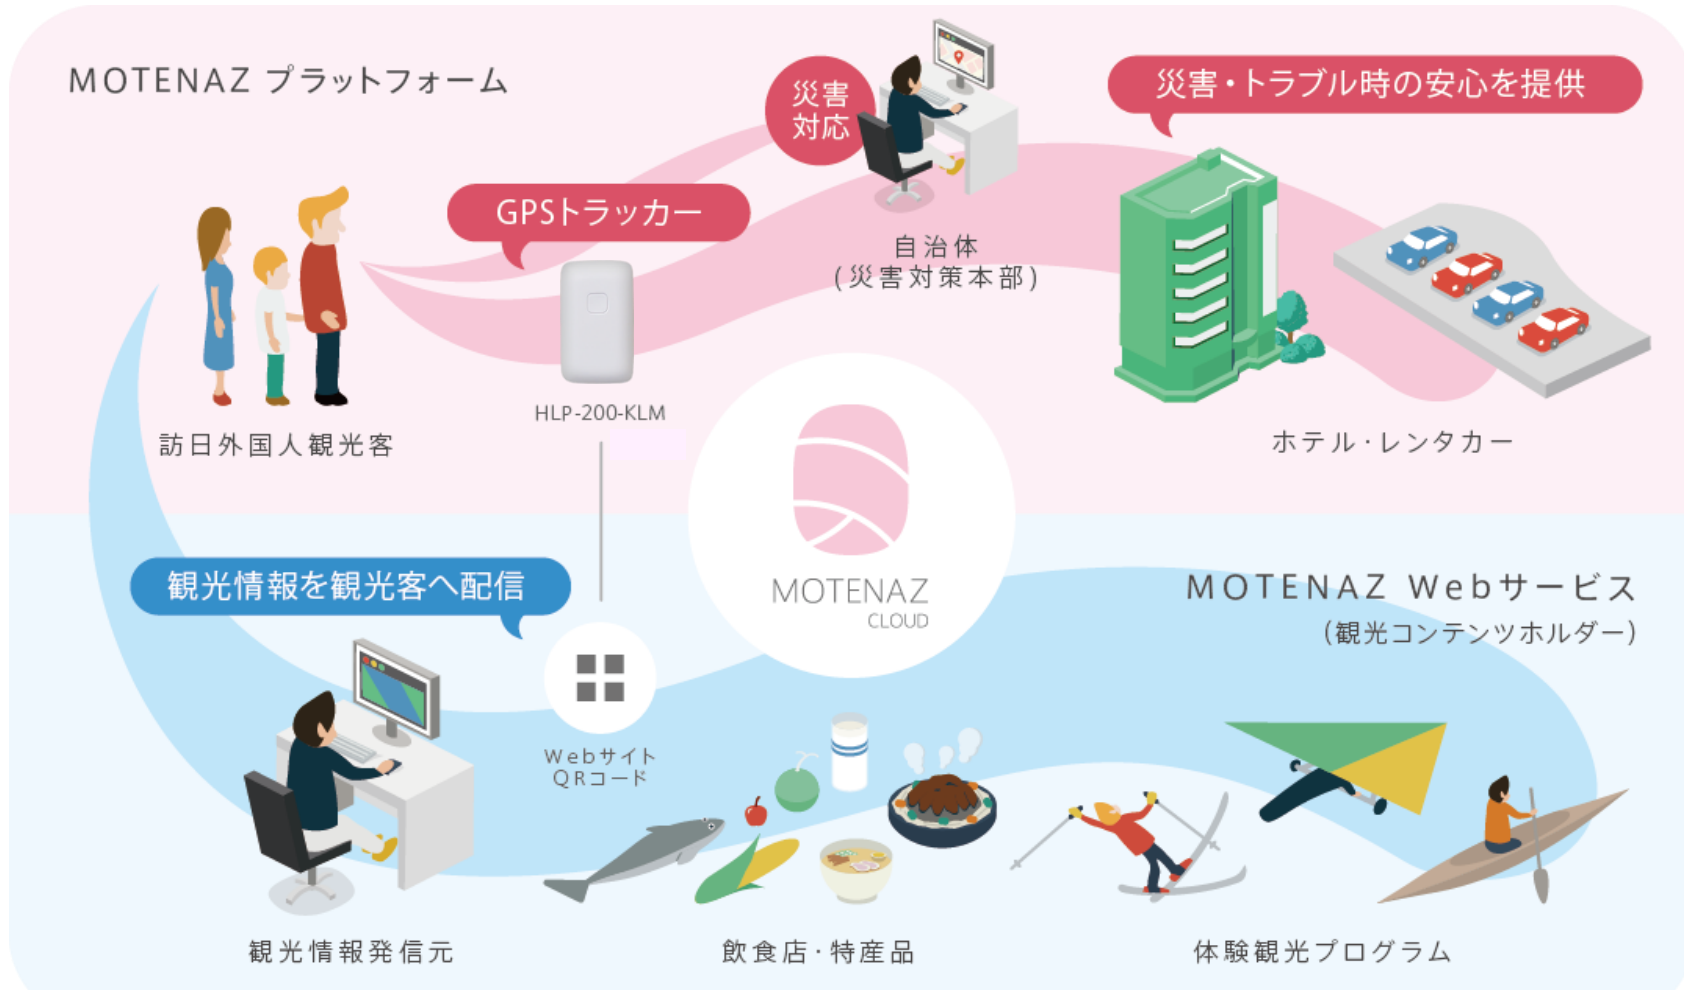 MOTENAZ プラットフォーム
災害
対応
災害・トラブル時の安心を提供
GPSトラッカー
自治体
(災害対策本部)
HLP-200-KLM
訪日外国人観光客
ホテル・レンタカー
観光情報を観光客へ配信
MOTENAZ
CLOUD
MOTENAZ Webサービス
(観光コンテンツホルダー)
Webサイト
QRコード
観光情報発信元
飲食店・特産品
体験観光プログラム